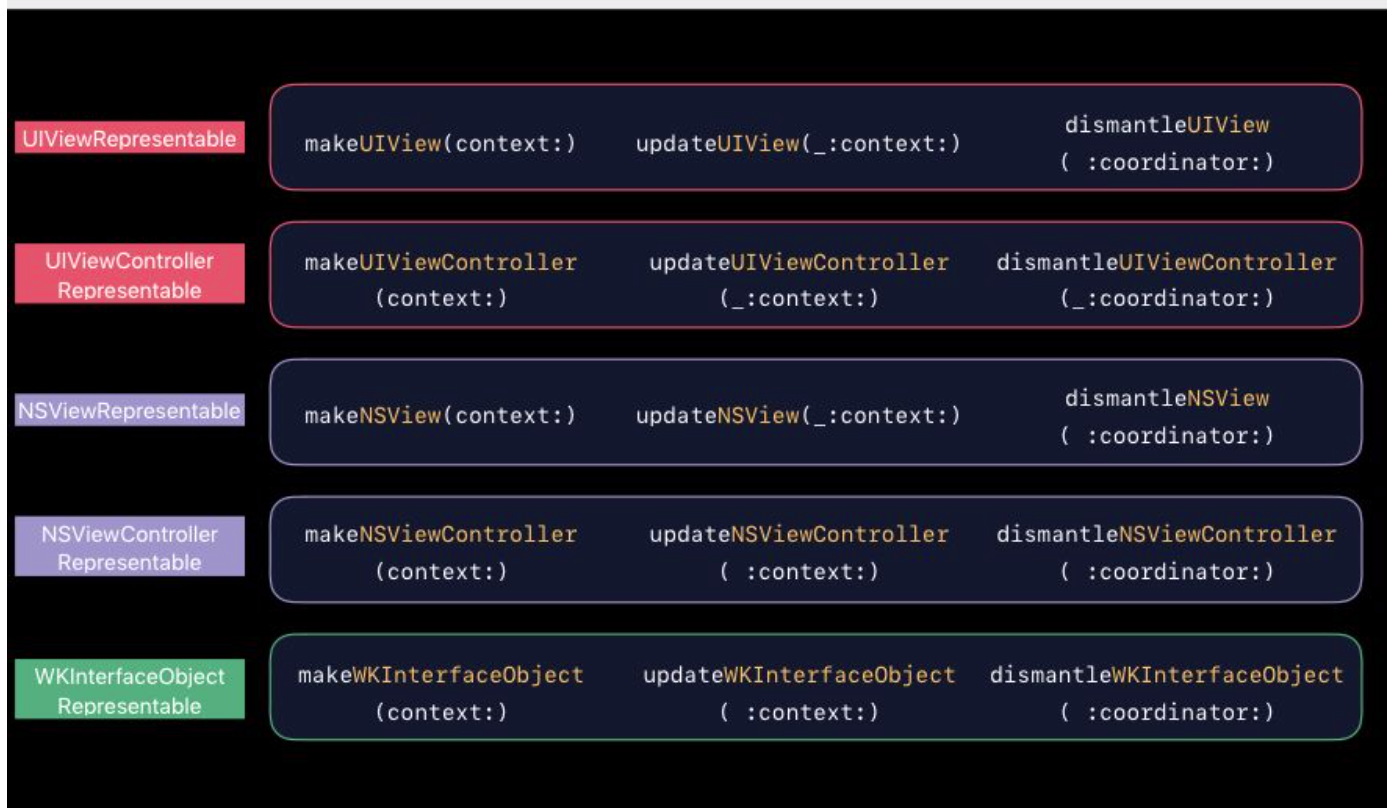 UIViewRepresentable
makeUIView(context:)
updateUIView(_:context:)
dismantleUIView
( :coordinator:)
UIViewController
Representable
makeUIViewController
(context:)
updateUIViewController
(_:context:)
dismantleUIViewController
(_:coordinator:)
NSViewRepresentable
makeNSView(context:)
updateNSView(_:context:)
dismantleNSView
( :coordinator:)
NSViewController
Representable
makeNSViewController
(context:)
updateNSViewController
( :context:)
dismantleNSViewController
( :coordinator:)
WKInterfaceObject
Representable
makeWKInterfaceObject
(context:)
updateWKInterfaceObject
( :context:)
dismantleWKInterfaceObject
( :coordinator:)